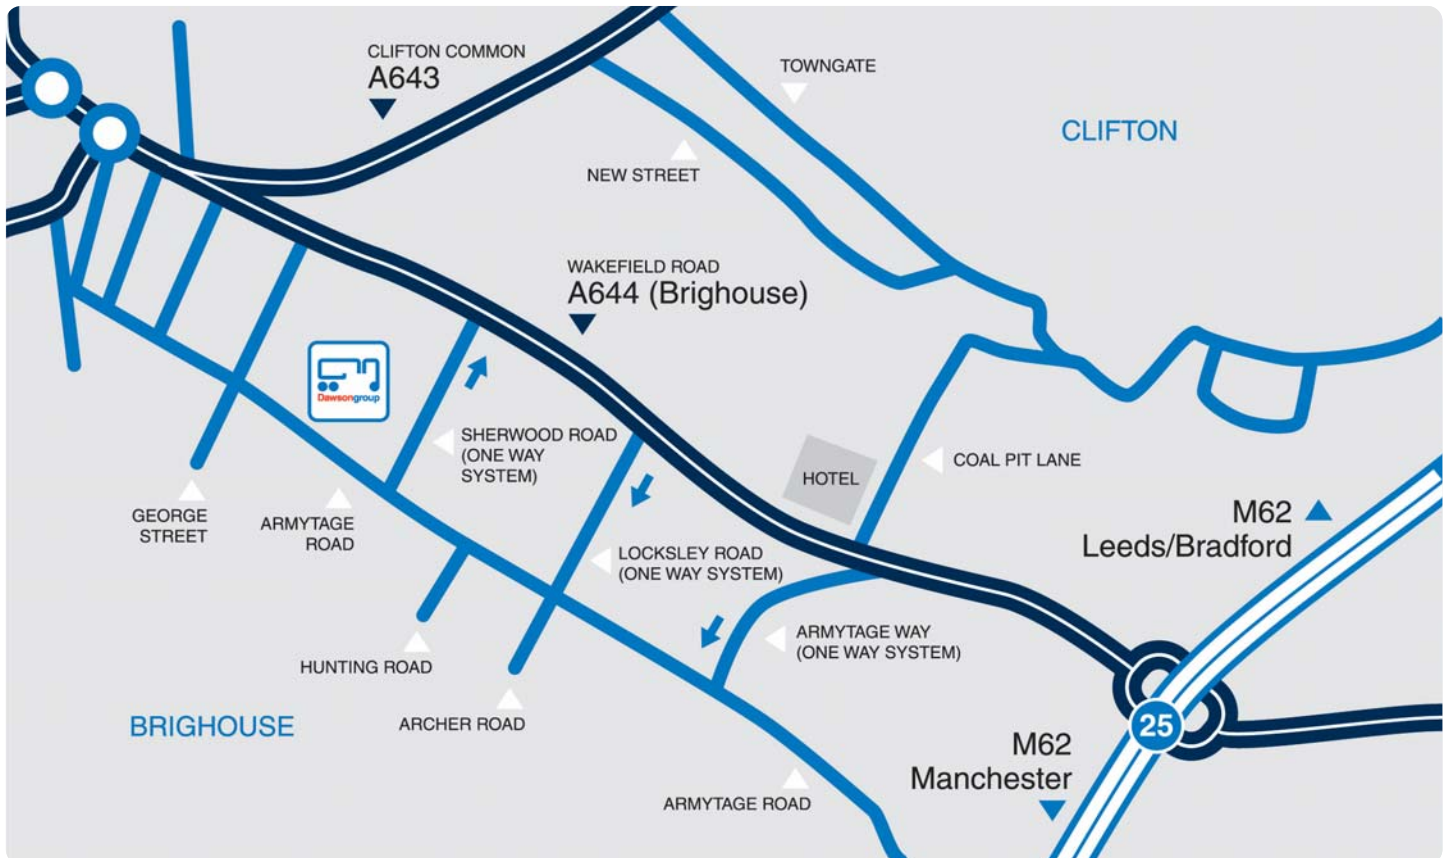 CLIFTON COMMON
A643
TOWNGATE
CLIFTON
NEW STREET
WAKEFIELD ROAD
A644 (Brighouse)
Dawsongroup
SHERWOOD ROAD
(ONE WAY
SYSTEM)
HOTEL
COAL PIT LANE
GEORGE
STREET
ARMYTAGE
ROAD
M62
Leeds/Bradford
LOCKSLEY ROAD
(ONE WAY SYSTEM)
ARMYTAGE WAY
(ONE WAY SYSTEM)
HUNTING ROAD
ARCHER ROAD
BRIGHOUSE
25
M62
Manchester
ARMYTAGE ROAD